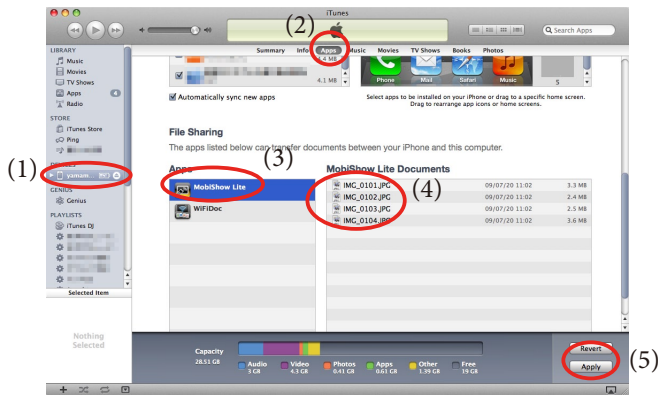 iTunes
(2)
Search Apps
LIBRARY
Music
Movies
TV Shows
Apps
Radio
STORE
iTunes Store
Ping
(1)
yamam
GENIUS
Genius
PLAYLISTS
iTunes DJ
Selected Item
Nothing
Selected
Summary Info Apps Music Movies TV Shows Books Photos
4.4 MB
4.1 MB
Phone Mail Safari Music
5
Automatically sync new apps
Select apps to be installed on your iPhone or drag to a specific home screen.
Drag to rearrange app icons or home screens.
File Sharing
The apps listed below can transfer documents between your iPhone and this computer.
(3)
Apps
MobiShow Lite
WiFiDoc
MobiShow Lite Documents
(4)
IMG_0101.JPG 09/07/20 11:02 3.3 MB
IMG_0102.JPG 09/07/20 11:02 2.4 MB
IMG_0103.JPG 09/07/20 11:02 2.5 MB
IMG_0104.JPG 09/07/20 11:02 3.6 MB
Capacity
28.51 GB
Audio
3 GB
Video
4.3 GB
Photos
0.41 GB
Apps
0.61 GB
Other
1.39 GB
Free
19 GB
Revert
Apply
(5)